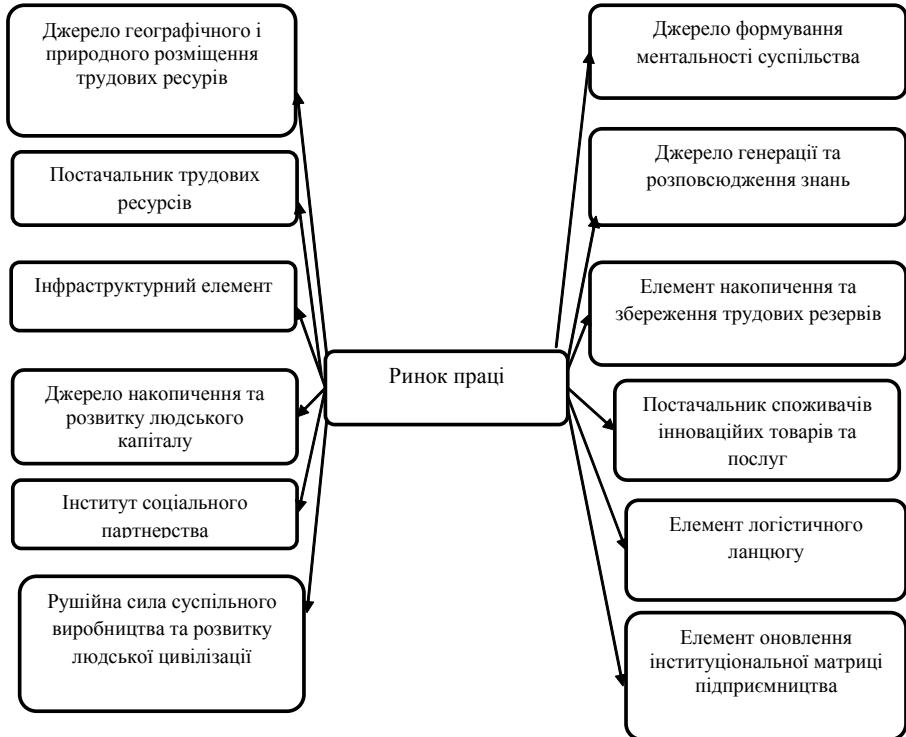 Джерело географічного і
природного розміщення
трудових ресурів
Постачальник трудових
ресурсів
Інфраструктурний елемент
Джерело накопичення та
розвитку людського
капіталу
Інститут соціального
партнерства
Рушійна сила суспільного
виробництва та розвитку
людської цивілізації
Ринок праці
Джерело формування
ментальності суспільства
Джерело генерації та
розповсюдження знань
Елемент накопичення та
збереження трудових резервів
Постачальник споживачів
інноваційих товарів та
послуг
Елемент логістичного
ланцюгу
Елемент оновлення
інституціональної матриці
підприємництва